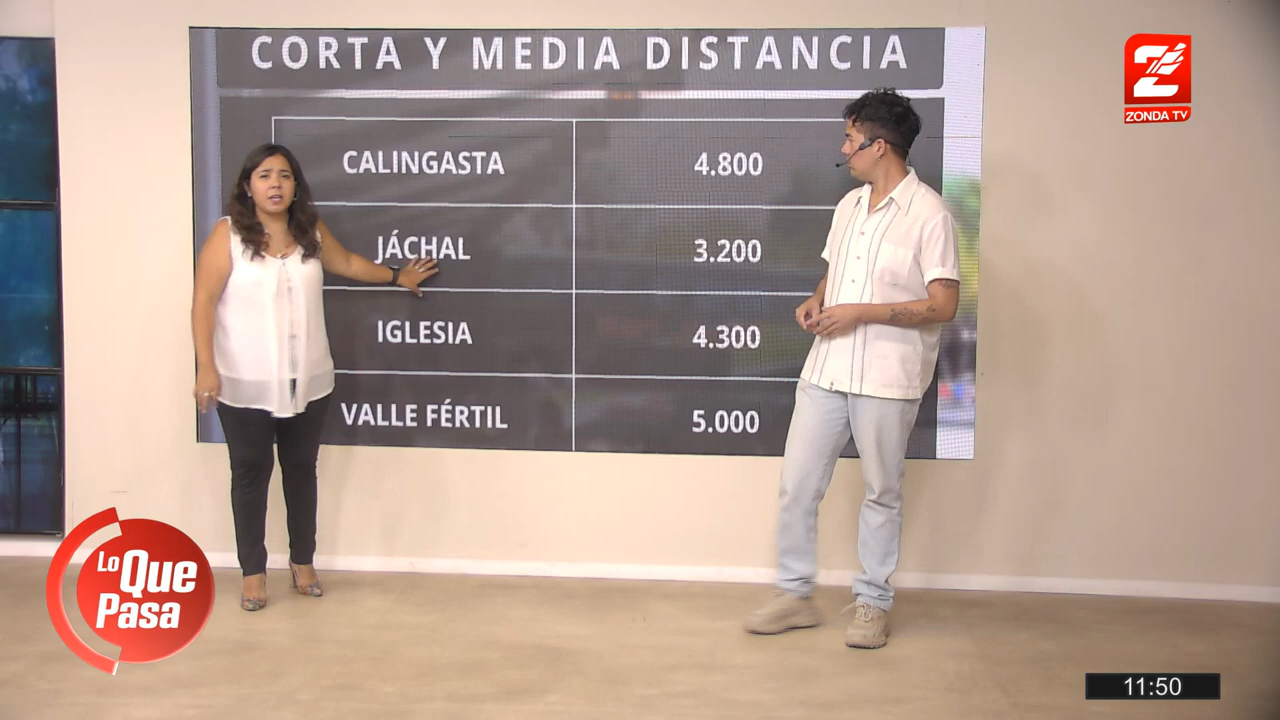 CORTA Y MEDIA DISTANCIA
CALINGASTA 4.800
JÁCHAL 3.200
IGLESIA 4.300
VALLE FÉRTIL 5.000
Z
ZONDA TV
Lo Que
Pasa
11:50